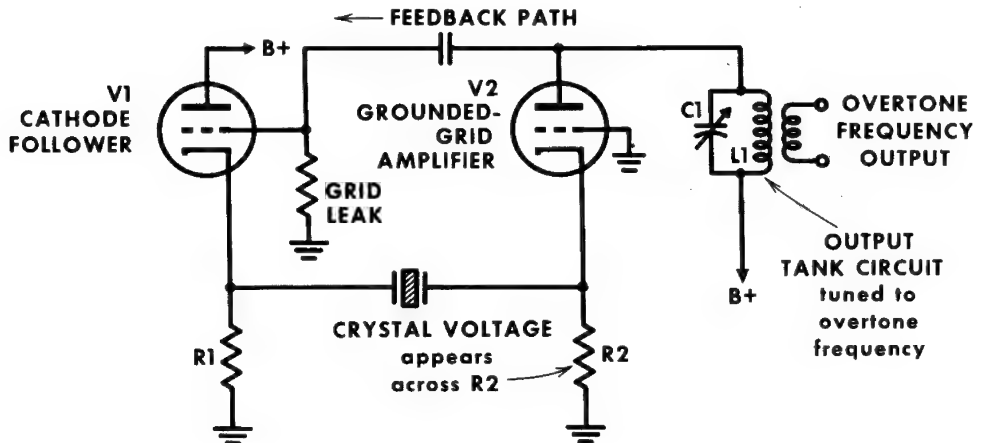 FEEDBACK PATH
B+
V1
CATHODE
FOLLOWER
V2
GROUNDED-
GRID
AMPLIFIER
C1
L1
OVERTONE
FREQUENCY
OUTPUT
GRID
LEAK
OUTPUT
TANK CIRCUIT
tuned to
overtone
frequency
B+
CRYSTAL VOLTAGE
appears
across R2
R1
R2